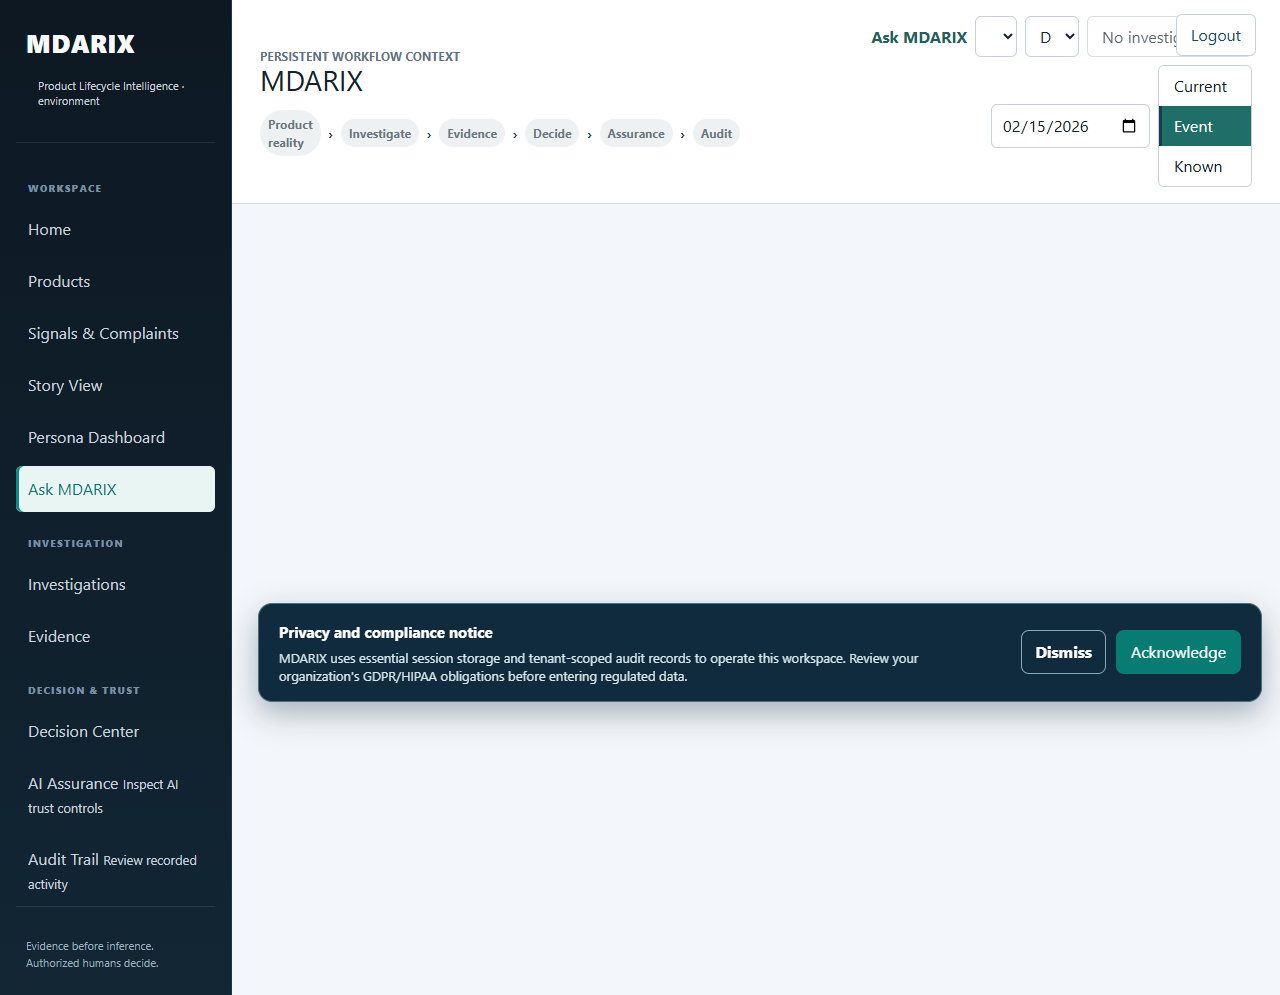 MDARIX
Product Lifecycle Intelligence ·
environment
WORKSPACE
Home
Products
Signals & Complaints
Story View
Persona Dashboard
Ask MDARIX
INVESTIGATION
Investigations
Evidence
DECISION & TRUST
Decision Center
AI Assurance Inspect AI
trust controls
Audit Trail Review recorded
activity
Evidence before inference.
Authorized humans decide.
PERSISTENT WORKFLOW CONTEXT
MDARIX
Product
reality
›
Investigate
›
Evidence
›
Decide
›
Assurance
›
Audit
Ask MDARIX
D
No investig
Logout
02/15/2026
Current
Event
Known
Privacy and compliance notice
MDARIX uses essential session storage and tenant-scoped audit records to operate this workspace. Review your
organization's GDPR/HIPAA obligations before entering regulated data.
Dismiss
Acknowledge